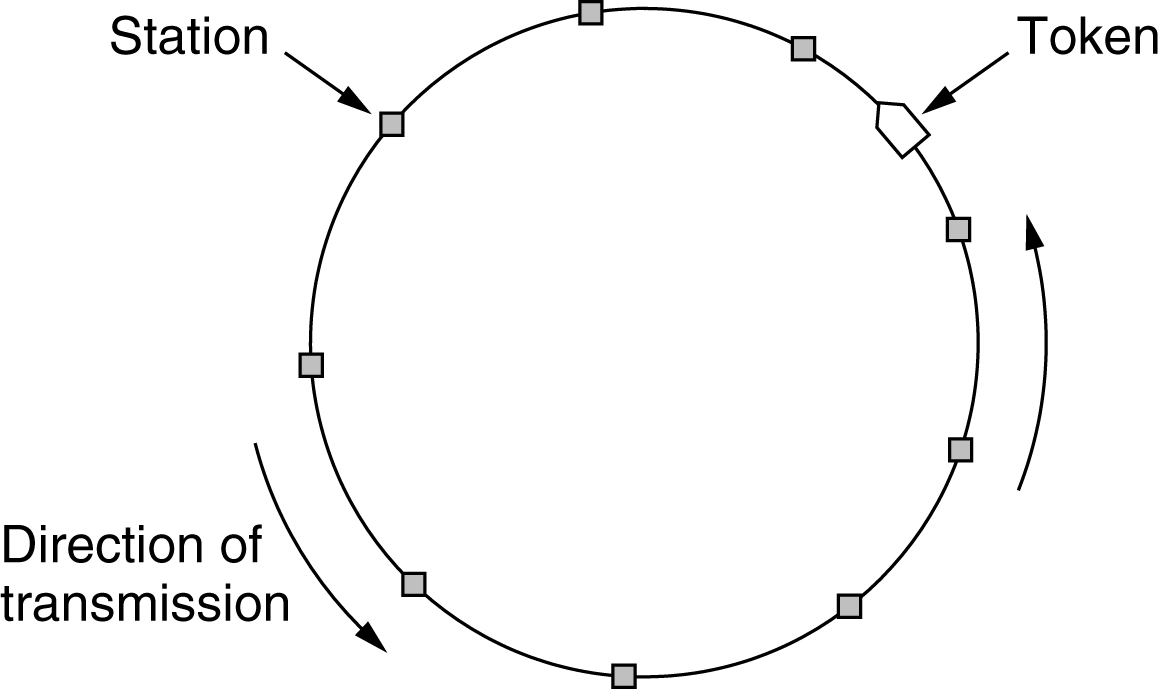 Station
Token
Direction of
transmission